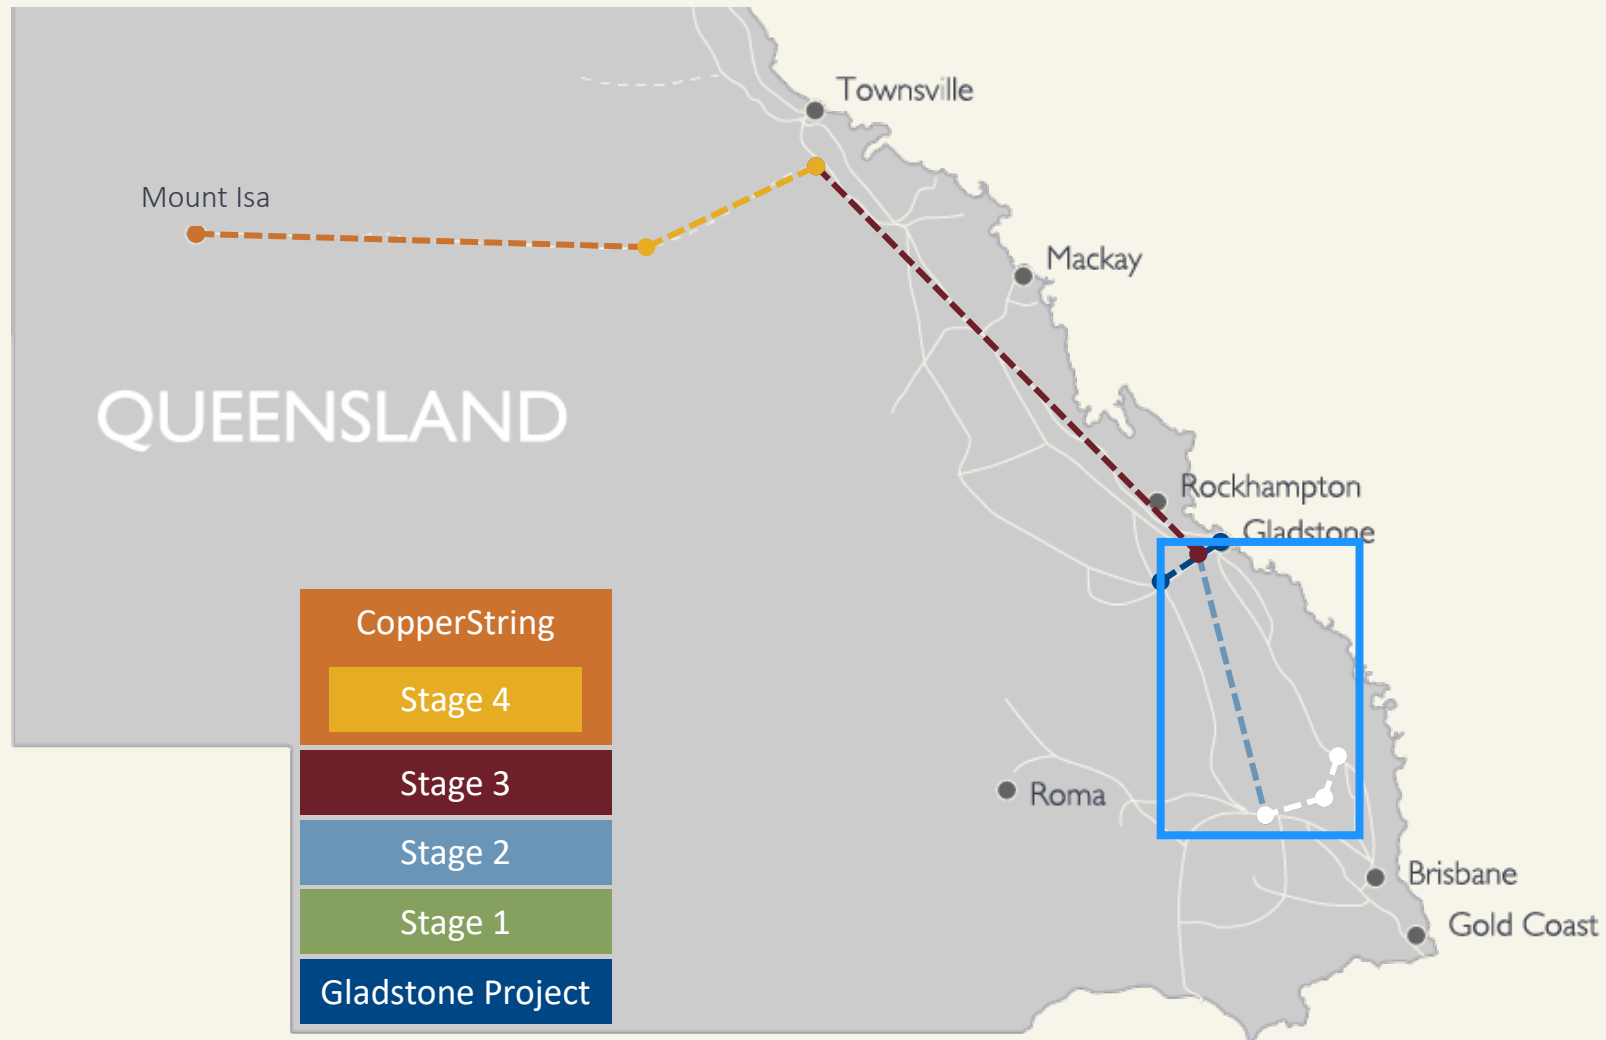 Townsville
Mount Isa
Mackay
QUEENSLAND
Rockhampton
Gladstone
CopperString
Stage 4
Stage 3
Roma
Stage 2
Brisbane
Stage 1
Gold Coast
Gladstone Project